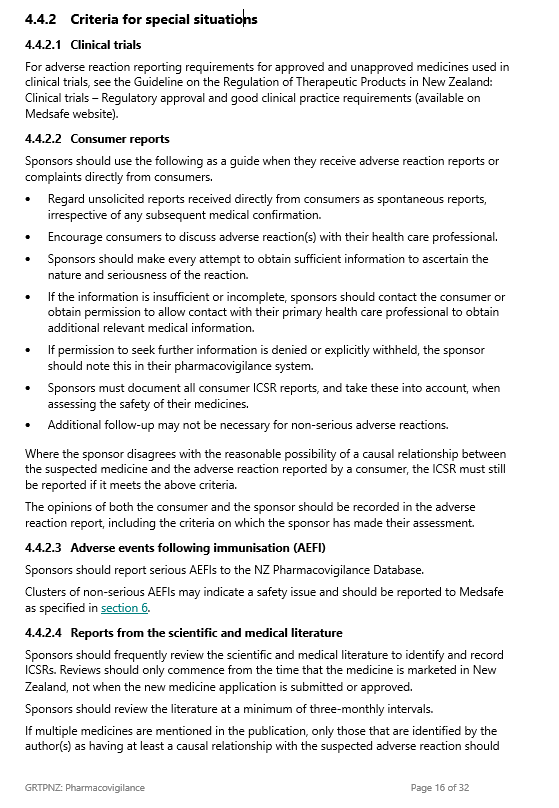 4.4.2 Criteria for special situations
4.4.2.1 Clinical trials
For adverse reaction reporting requirements for approved and unapproved medicines used in
clinical trials, see the Guideline on the Regulation of Therapeutic Products in New Zealand:
Clinical trials – Regulatory approval and good clinical practice requirements (available on
Medsafe website).
4.4.2.2 Consumer reports
Sponsors should use the following as a guide when they receive adverse reaction reports or
complaints directly from consumers.
• Regard unsolicited reports received directly from consumers as spontaneous reports,
irrespective of any subsequent medical confirmation.
• Encourage consumers to discuss adverse reaction(s) with their health care professional.
• Sponsors should make every attempt to obtain sufficient information to ascertain the
nature and seriousness of the reaction.
• If the information is insufficient or incomplete, sponsors should contact the consumer or
obtain permission to allow contact with their primary health care professional to obtain
additional relevant medical information.
• If permission to seek further information is denied or explicitly withheld, the sponsor
should note this in their pharmacovigilance system.
• Sponsors must document all consumer ICSR reports, and take these into account, when
assessing the safety of their medicines.
• Additional follow-up may not be necessary for non-serious adverse reactions.
Where the sponsor disagrees with the reasonable possibility of a causal relationship between
the suspected medicine and the adverse reaction reported by a consumer, the ICSR must still
be reported if it meets the above criteria.
The opinions of both the consumer and the sponsor should be recorded in the adverse
reaction report, including the criteria on which the sponsor has made their assessment.
4.4.2.3 Adverse events following immunisation (AEFI)
Sponsors should report serious AEFIs to the NZ Pharmacovigilance Database.
Clusters of non-serious AEFIs may indicate a safety issue and should be reported to Medsafe
as specified in section 6.
4.4.2.4 Reports from the scientific and medical literature
Sponsors should frequently review the scientific and medical literature to identify and record
ICSRs. Reviews should only commence from the time that the medicine is marketed in New
Zealand, not when the new medicine application is submitted or approved.
Sponsors should review the literature at a minimum of three-monthly intervals.
If multiple medicines are mentioned in the publication, only those that are identified by the
author(s) as having at least a causal relationship with the suspected adverse reaction should
GRTPNZ: Pharmacovigilance Page 16 of 32